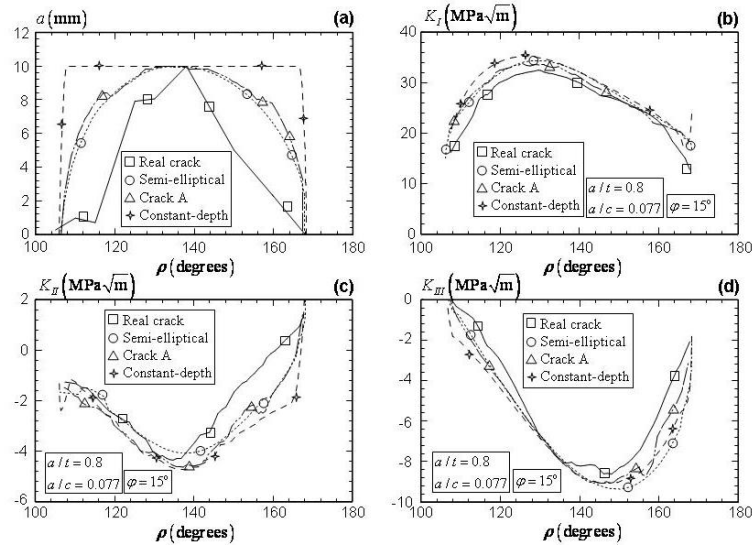 a (mm) (a)
12
10
8
6
4
2
0
Real crack
Semi-elliptical
Crack A
Constant-depth
100 120 140 160 180
ρ (degrees)
K_I (MPa√m) (b)
40
30
20
10
0
Real crack
Semi-elliptical
Crack A
Constant-depth
a/t = 0.8
a/c = 0.077
φ = 15°
100 120 140 160 180
ρ (degrees)
K_II (MPa√m) (c)
2
0
-2
-4
-6
Real crack
Semi-elliptical
Crack A
Constant-depth
a/t = 0.8
a/c = 0.077
φ = 15°
100 120 140 160 180
ρ (degrees)
K_III (MPa√m) (d)
0
-2
-4
-6
-8
-10
Real crack
Semi-elliptical
Crack A
Constant-depth
a/t = 0.8
a/c = 0.077
φ = 15°
100 120 140 160 180
ρ (degrees)